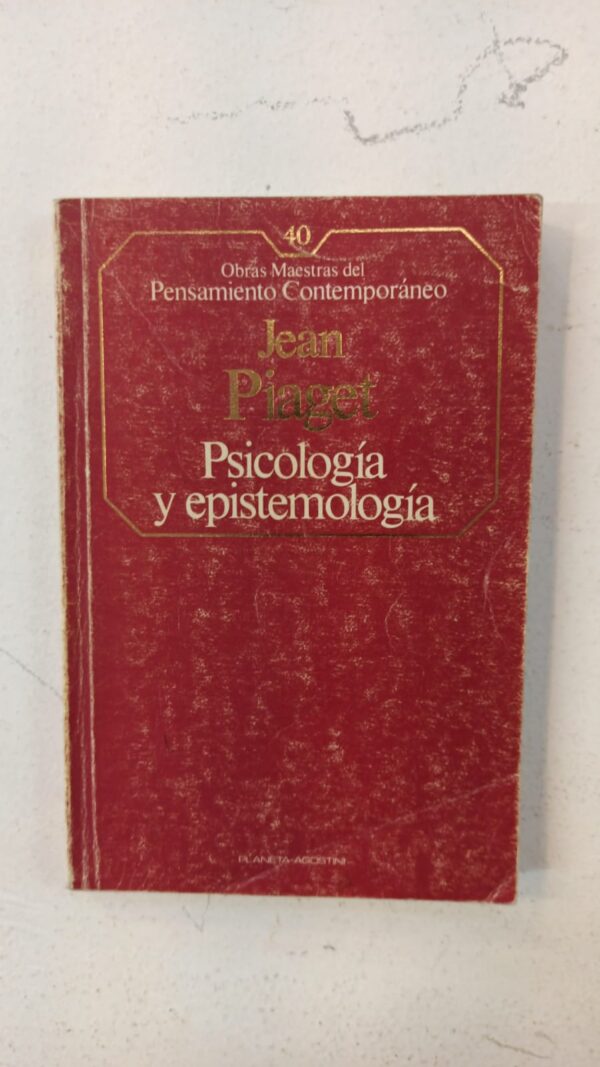 40
Obras Maestras del
Pensamiento Contemporáneo
Jean
Piaget
Psicología
y epistemología
PLANETA-AGOSTINI